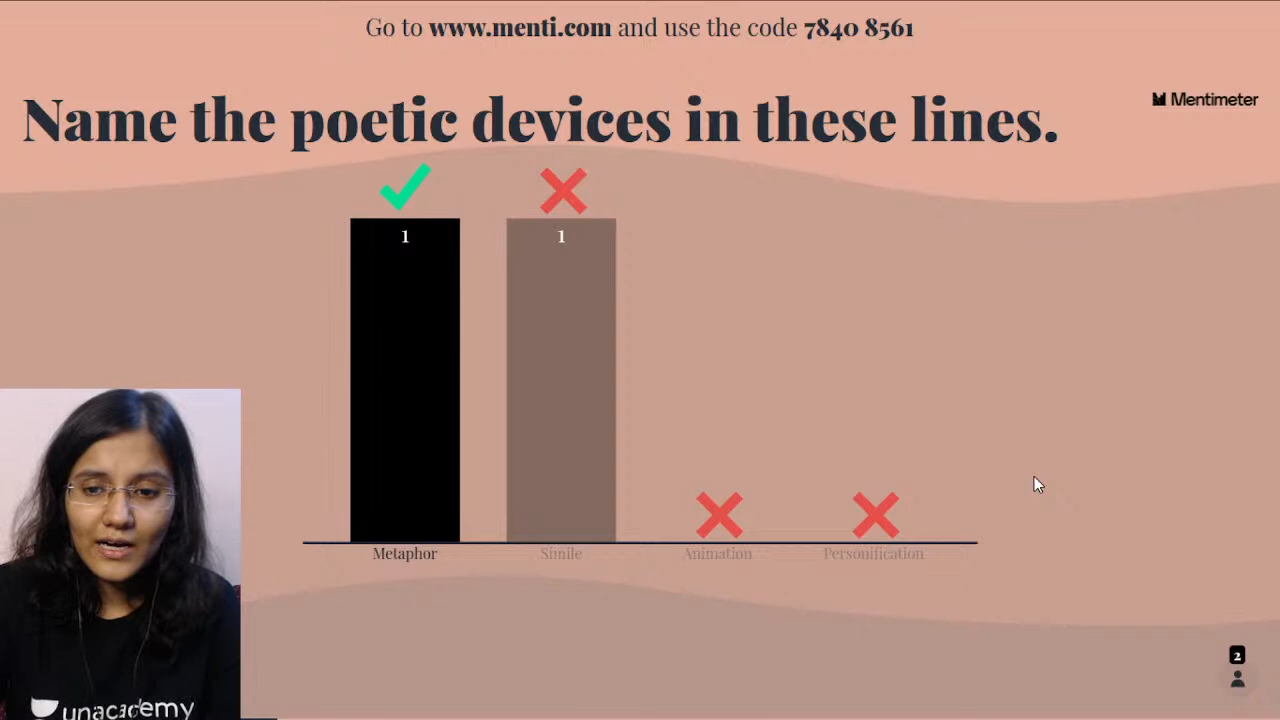 Go to www.menti.com and use the code 7840 8561
Mentimeter
Name the poetic devices in these lines.
1
1
Metaphor
Simile
Animation
Personification
2
unacademy